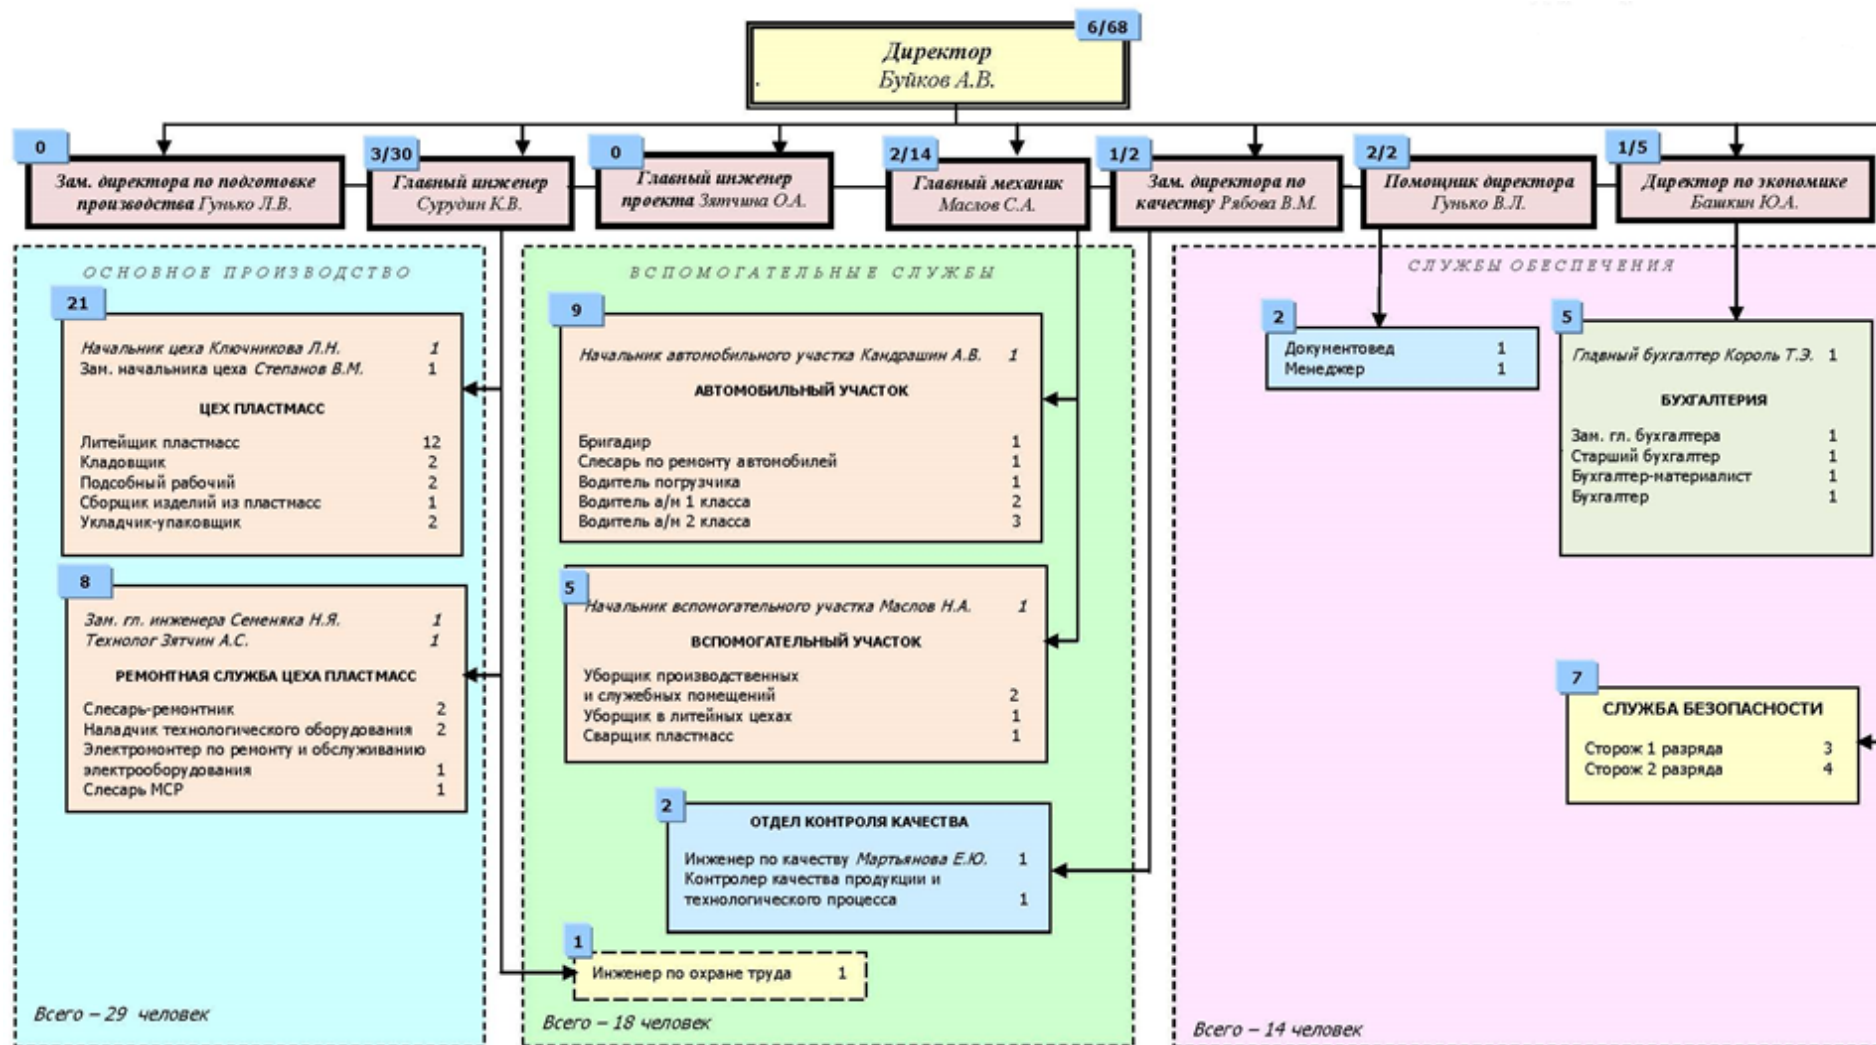 6/68
Директор
Буйков А.В.
0
Зам. директора по подготовке
производства Гунько Л.В.
3/30
Главный инженер
Сурудин К.В.
0
Главный инженер
проекта Зятчина О.А.
2/14
Главный механик
Маслов С.А.
1/2
Зам. директора по
качеству Рябова В.М.
2/2
Помощник директора
Гунько В.Л.
1/5
Директор по экономике
Башкин Ю.А.
ОСНОВНОЕ ПРОИЗВОДСТВО
21
Начальник цеха Ключникова Л.Н. 1
Зам. начальника цеха Степанов В.М. 1
ЦЕХ ПЛАСТМАСС
Литейщик пластмасс 12
Кладовщик 2
Подсобный рабочий 2
Сборщик изделий из пластмасс 1
Укладчик-упаковщик 2
8
Зам. гл. инженера Семеняка Н.Я. 1
Технолог Зятчин А.С. 1
РЕМОНТНАЯ СЛУЖБА ЦЕХА ПЛАСТМАСС
Слесарь-ремонтник 2
Наладчик технологического оборудования 2
Электромонтер по ремонту и обслуживанию
электрооборудования 1
Слесарь МСР 1
Всего – 29 человек
ВСПОМОГАТЕЛЬНЫЕ СЛУЖБЫ
9
Начальник автомобильного участка Кандрашин А.В. 1
АВТОМОБИЛЬНЫЙ УЧАСТОК
Бригадир 1
Слесарь по ремонту автомобилей 1
Водитель погрузчика 1
Водитель а/м 1 класса 2
Водитель а/м 2 класса 3
5
Начальник вспомогательного участка Маслов Н.А. 1
ВСПОМОГАТЕЛЬНЫЙ УЧАСТОК
Уборщик производственных
и служебных помещений 2
Уборщик в литейных цехах 1
Сварщик пластмасс 1
2
ОТДЕЛ КОНТРОЛЯ КАЧЕСТВА
Инженер по качеству Мартьянова Е.Ю. 1
Контролер качества продукции и
технологического процесса 1
1
Инженер по охране труда 1
Всего – 18 человек
СЛУЖБЫ ОБЕСПЕЧЕНИЯ
2
Документовед 1
Менеджер 1
5
Главный бухгалтер Король Т.Э. 1
БУХГАЛТЕРИЯ
Зам. гл. бухгалтера 1
Старший бухгалтер 1
Бухгалтер-материалист 1
Бухгалтер 1
7
СЛУЖБА БЕЗОПАСНОСТИ
Сторож 1 разряда 3
Сторож 2 разряда 4
Всего – 14 человек